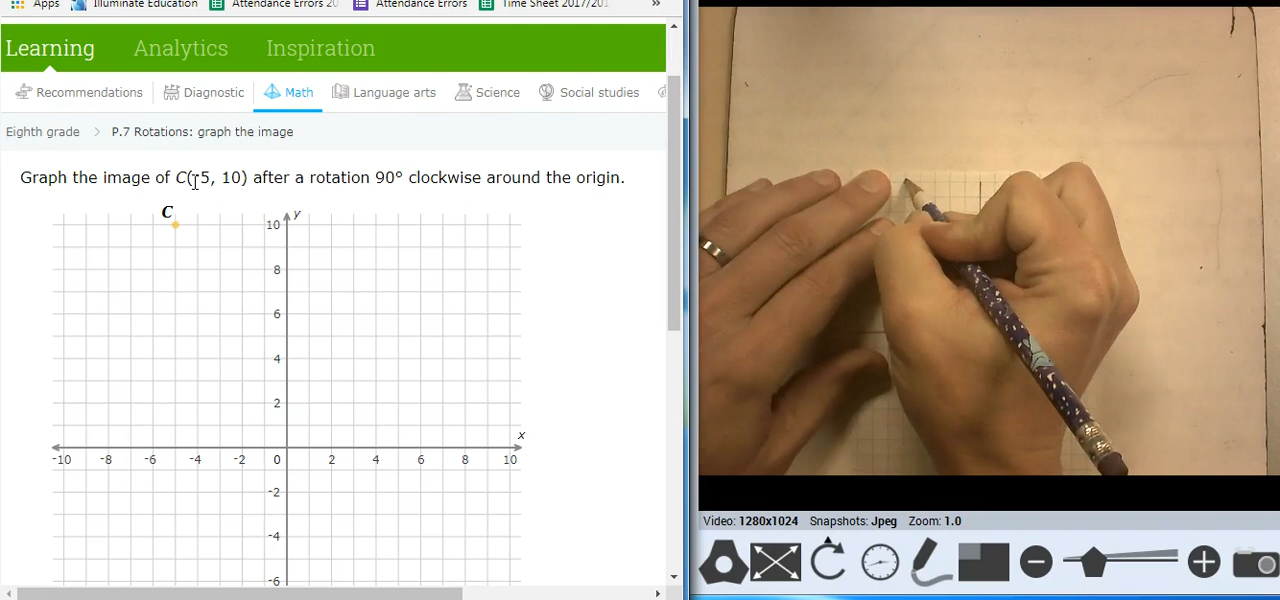 Apps Illuminate Education Attendance Errors 20 Attendance Errors Time Sheet 2017/201 »
Learning Analytics Inspiration
Recommendations Diagnostic Math Language arts Science Social studies
Eighth grade > P.7 Rotations: graph the image
Graph the image of C(-5, 10) after a rotation 90° clockwise around the origin.
C
y
10
8
6
4
2
x
-10 -8 -6 -4 -2 0 2 4 6 8 10
-2
-4
-6
Video: 1280x1024 Snapshots: Jpeg Zoom: 1.0